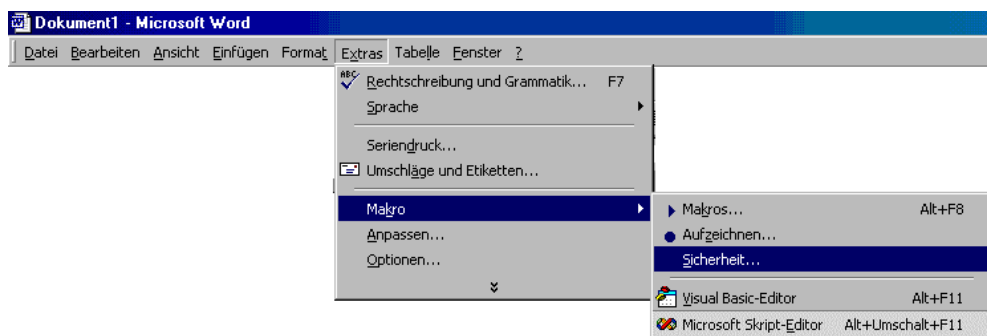 Dokument1 - Microsoft Word
Datei Bearbeiten Ansicht Einfügen Format Extras Tabelle Fenster ?
ABC
Rechtschreibung und Grammatik... F7
Sprache
Seriendruck...
Umschläge und Etiketten...
Makro
Anpassen...
Optionen...
Makros... Alt+F8
Aufzeichnen...
Sicherheit...
Visual Basic-Editor Alt+F11
Microsoft Skript-Editor Alt+Umschalt+F11